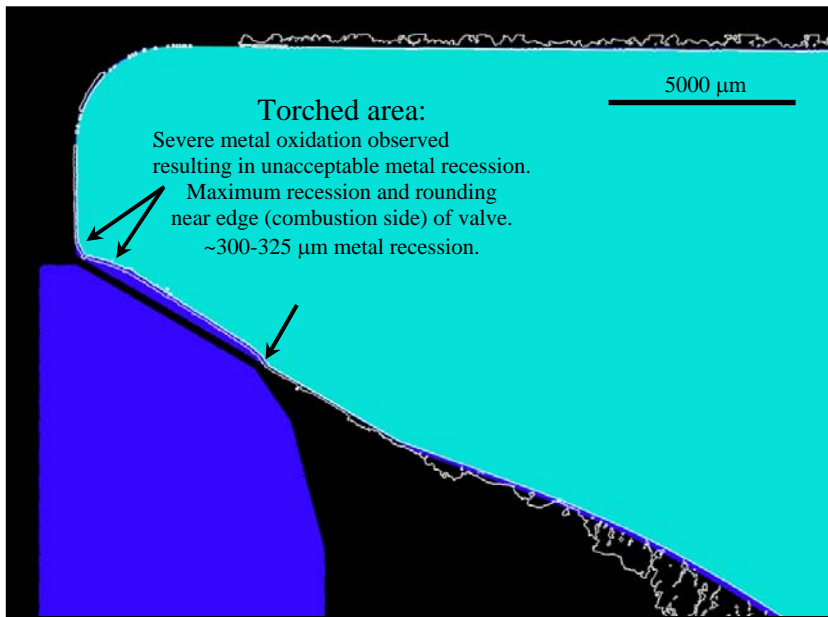 5000 μm
Torched area:
Severe metal oxidation observed
resulting in unacceptable metal recession.
Maximum recession and rounding
near edge (combustion side) of valve.
~300-325 μm metal recession.